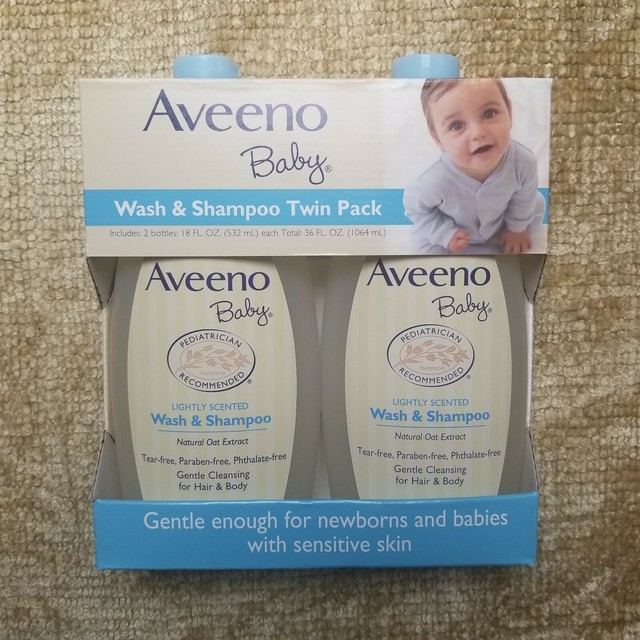 Aveeno
Baby®
Wash & Shampoo Twin Pack
Includes: 2 bottles: 18 FL. OZ. (532 mL) each Total: 36 FL. OZ. (1064 mL)
Aveeno
Baby®
PEDIATRICIAN
Aveeno
RECOMMENDED®
LIGHTLY SCENTED
Wash & Shampoo
Natural Oat Extract
Tear-free, Paraben-free, Phthalate-free
Gentle Cleansing
for Hair & Body
Aveeno
Baby®
PEDIATRICIAN
Aveeno
RECOMMENDED®
LIGHTLY SCENTED
Wash & Shampoo
Natural Oat Extract
Tear-free, Paraben-free, Phthalate-free
Gentle Cleansing
for Hair & Body
Gentle enough for newborns and babies
with sensitive skin